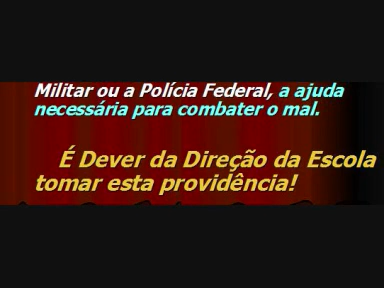 Militar ou a Polícia Federal, a ajuda
necessária para combater o mal.
É Dever da Direção da Escola
tomar esta providência!